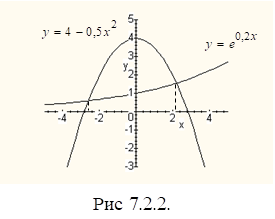 y = 4 − 0,5x²
y = e^0,2x
5
4
3
y
2
1
-4 -2 0 2 x 4
-1
-2
-3
Рис 7.2.2.